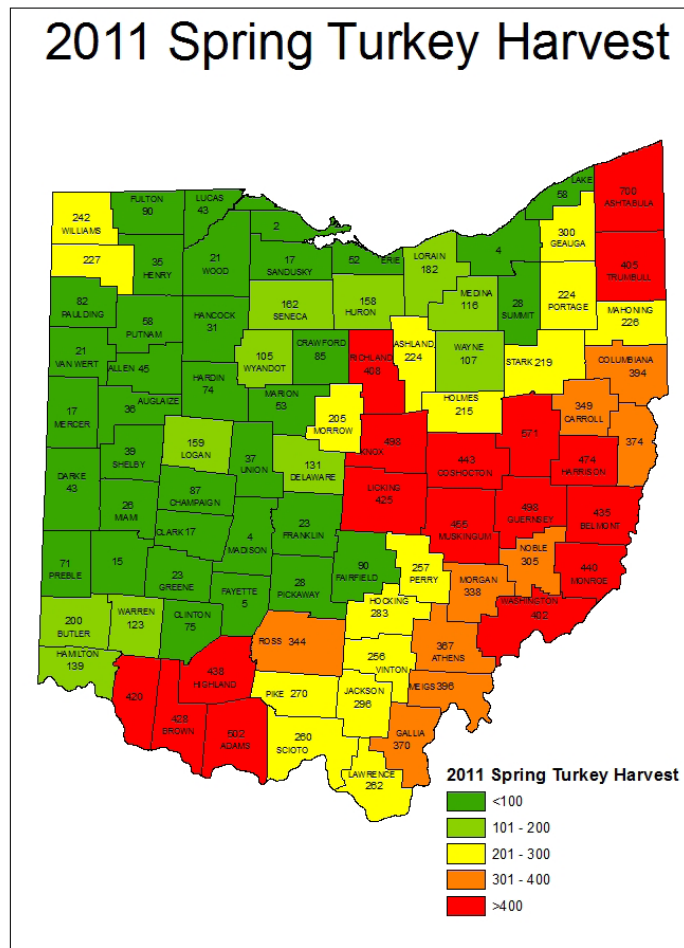 2011 Spring Turkey Harvest
LAKE
58
700
ASHTABULA
FULTON
90
LUCAS
43
242
WILLIAMS
2
4
300
GEAUGA
227
35
HENRY
21
WOOD
17
SANDUSKY
52
ERIE
LORAIN
182
405
TRUMBULL
82
PAULDING
162
SENECA
158
HURON
MEDINA
116
28
SUMMIT
224
PORTAGE
MAHONING
226
58
PUTNAM
HANCOCK
31
21
VAN WERT
ALLEN 45
105
WYANDOT
CRAWFORD
85
RICHLAND
408
ASHLAND
224
WAYNE
107
STARK 219
COLUMBIANA
394
HARDIN
74
MARION
53
HOLMES
215
349
CARROLL
17
MERCER
AUGLAIZE
36
205
MORROW
374
159
LOGAN
498
KNOX
571
39
SHELBY
37
UNION
131
DELAWARE
443
COSHOCTON
474
HARRISON
DARKE
43
87
CHAMPAIGN
LICKING
425
26
MIAMI
23
FRANKLIN
455
MUSKINGUM
498
GUERNSEY
435
BELMONT
CLARK 17
4
MADISON
71
PREBLE
15
90
FAIRFIELD
257
PERRY
NOBLE
305
440
MONROE
23
GREENE
FAYETTE
5
28
PICKAWAY
MORGAN
338
HOCKING
283
WASHINGTON
402
200
BUTLER
WARREN
123
CLINTON
75
ROSS 344
367
ATHENS
HAMILTON
139
438
HIGHLAND
256
VINTON
PIKE 270
JACKSON
296
MEIGS 396
420
428
BROWN
502
ADAMS
260
SCIOTO
GALLIA
370
LAWRENCE
262
2011 Spring Turkey Harvest
<100
101 - 200
201 - 300
301 - 400
>400